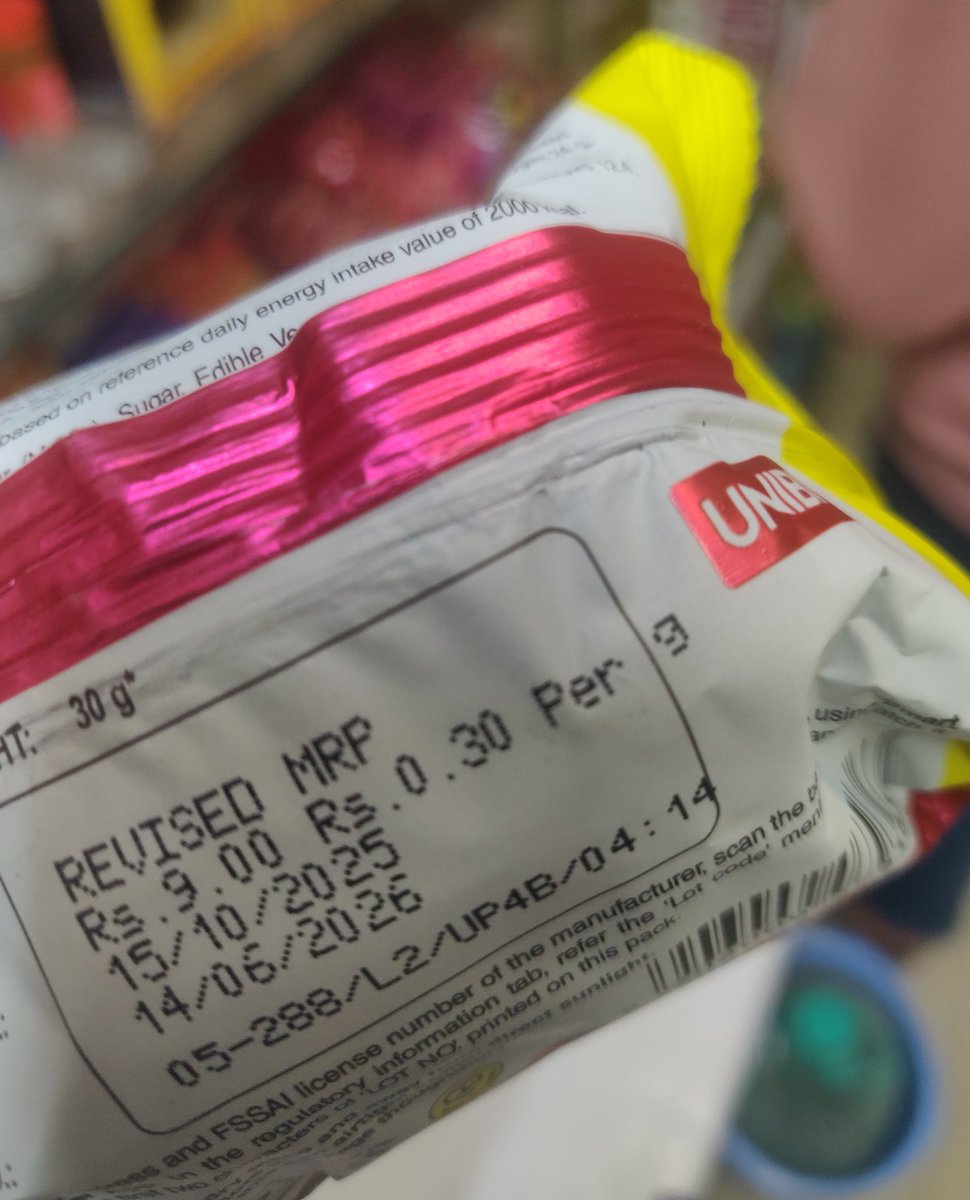 based on reference daily energy intake value of 2000
Sugar, Edible
UNIB
HT: 30 g*
REVISED MRP
Rs.9.00 Rs.0.30 Per g
15/10/2025
14/06/2026
05-288/L2/UP4B/04:14
and FSSAI license number of the manufacturer, scan the
in the regulatory information tab, refer the 'Lot code'
of 'LOT NO' printed on this pack.
direct sunlight